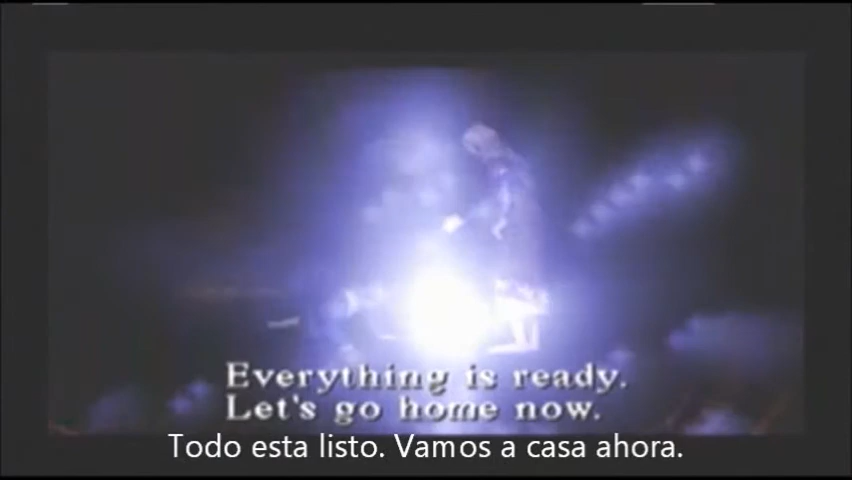 Everything is ready.
Let's go home now.
Todo esta listo. Vamos a casa ahora.